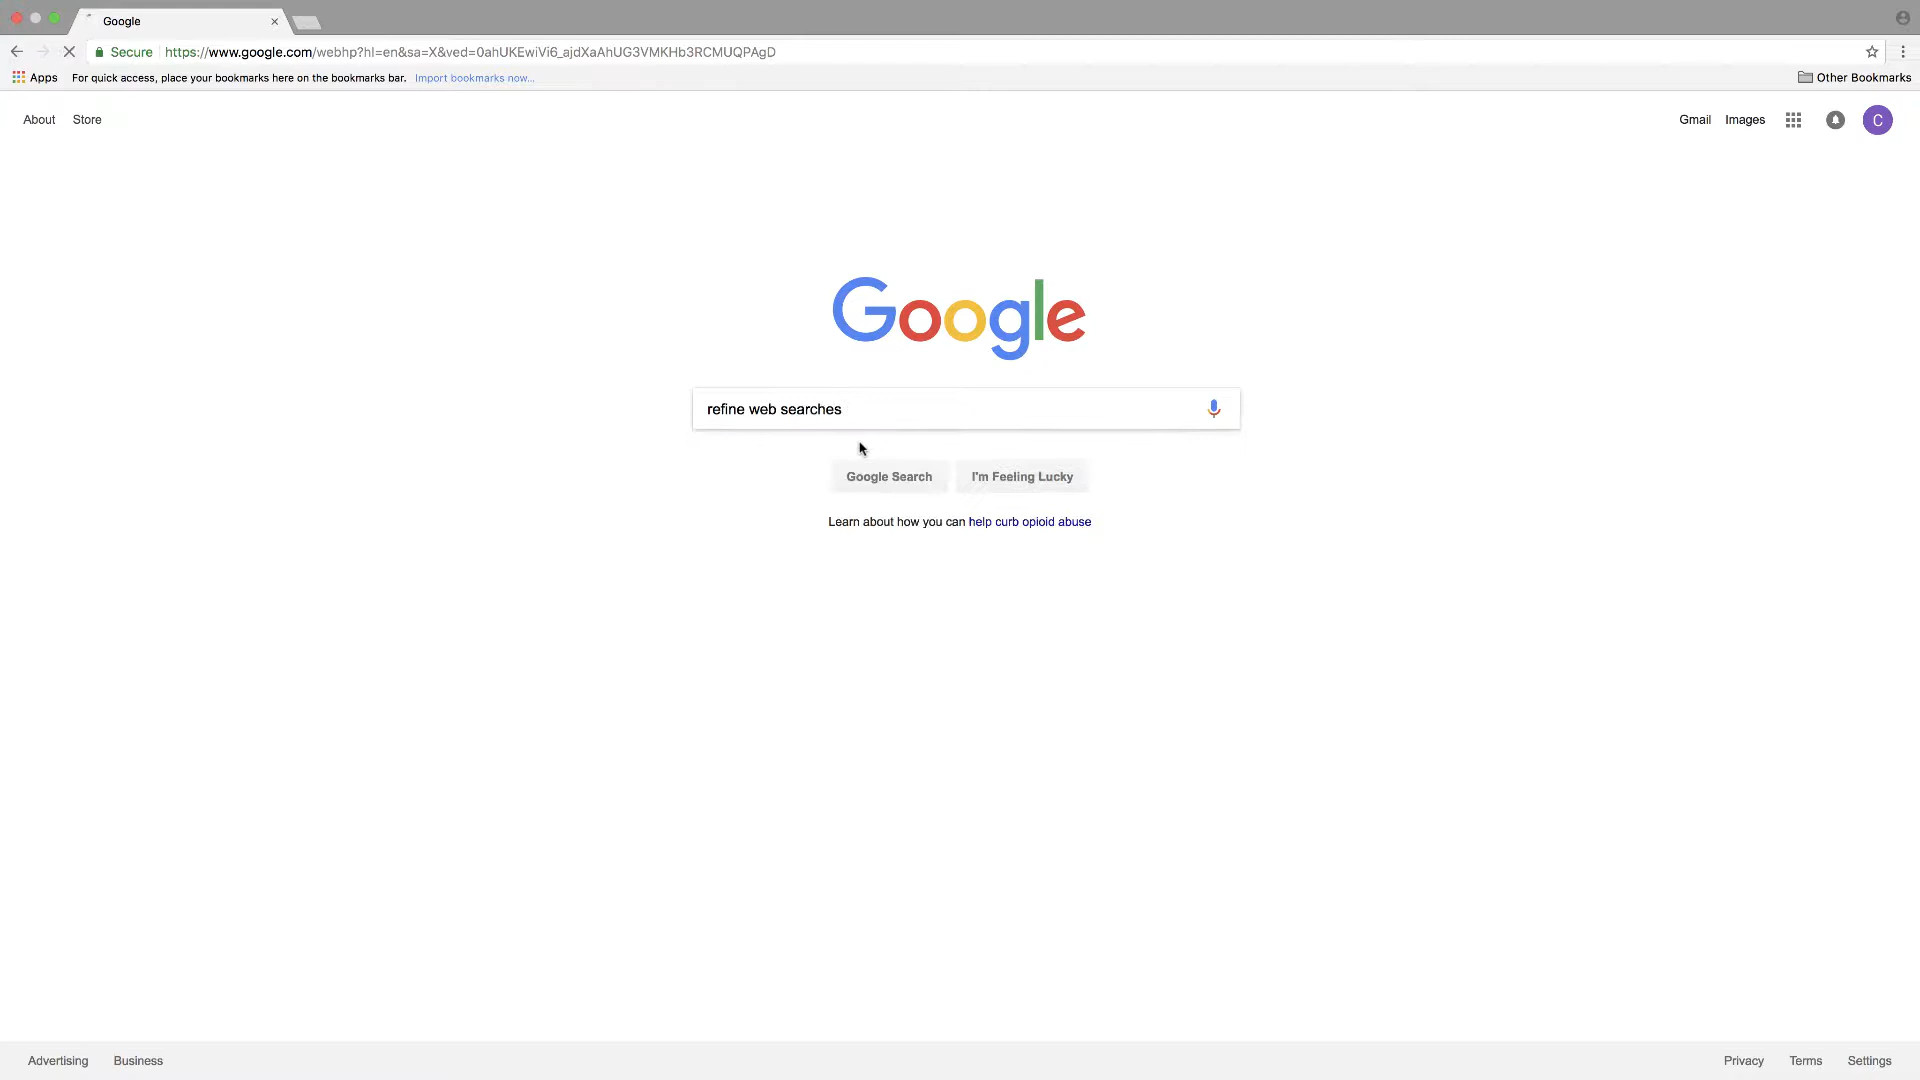 Google
Secure https://www.google.com/webhp?hl=en&sa=X&ved=0ahUKEwiVi6_ajdXaAhUG3VMKHb3RCMUQPAgD
Apps For quick access, place your bookmarks here on the bookmarks bar. Import bookmarks now... Other Bookmarks
About Store Gmail Images C
Google
refine web searches
Google Search I'm Feeling Lucky
Learn about how you can help curb opioid abuse
Advertising Business Privacy Terms Settings